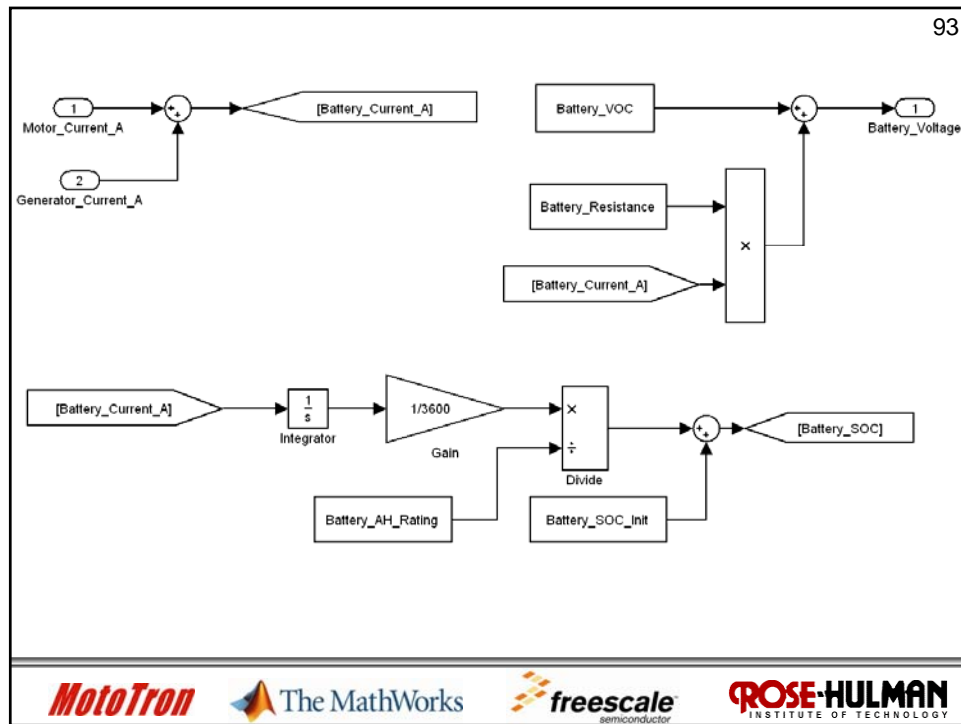 93
1
Motor_Current_A
[Battery_Current_A]
2
Generator_Current_A
Battery_VOC
1
Battery_Voltage
Battery_Resistance
×
[Battery_Current_A]
[Battery_Current_A]
1
s
Integrator
1/3600
Gain
×
÷
Divide
[Battery_SOC]
Battery_AH_Rating
Battery_SOC_Init
MotoTron
The MathWorks
freescale™
semiconductor
ROSE-HULMAN
INSTITUTE OF TECHNOLOGY